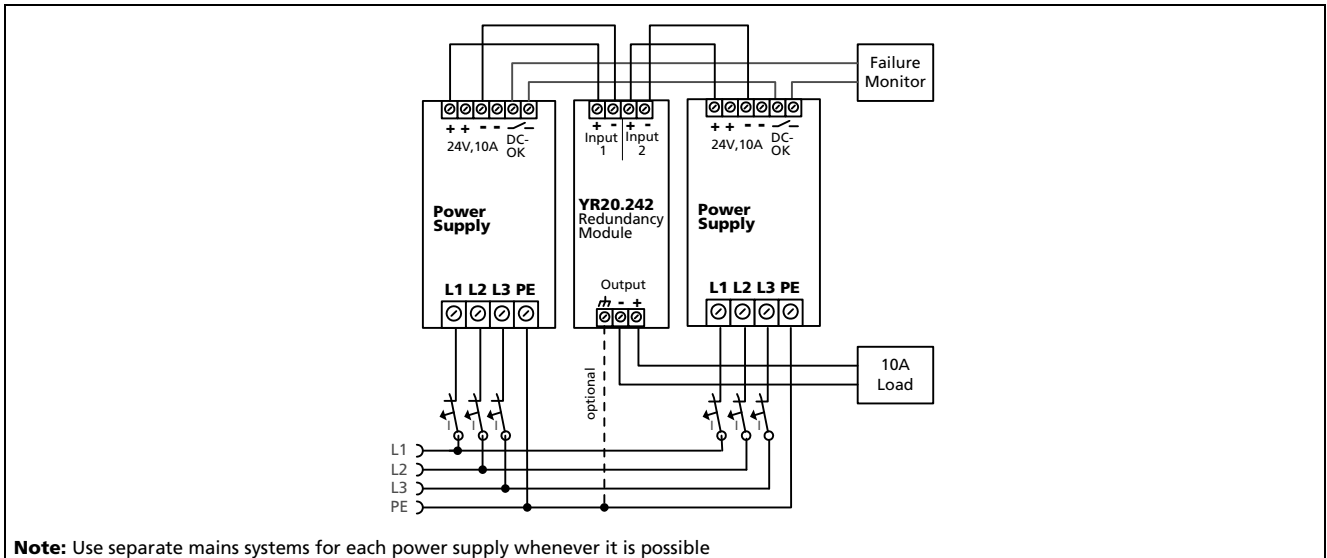 Failure
Monitor
+ + - -
24V,10A
DC-
OK
Power
Supply
L1 L2 L3 PE
+ - + -
Input
1
Input
2
YR20.242
Redundancy
Module
Output
- +
+ + - -
24V,10A
DC-
OK
Power
Supply
L1 L2 L3 PE
10A
Load
optional
I I I
I I I
L1
L2
L3
PE
Note: Use separate mains systems for each power supply whenever it is possible